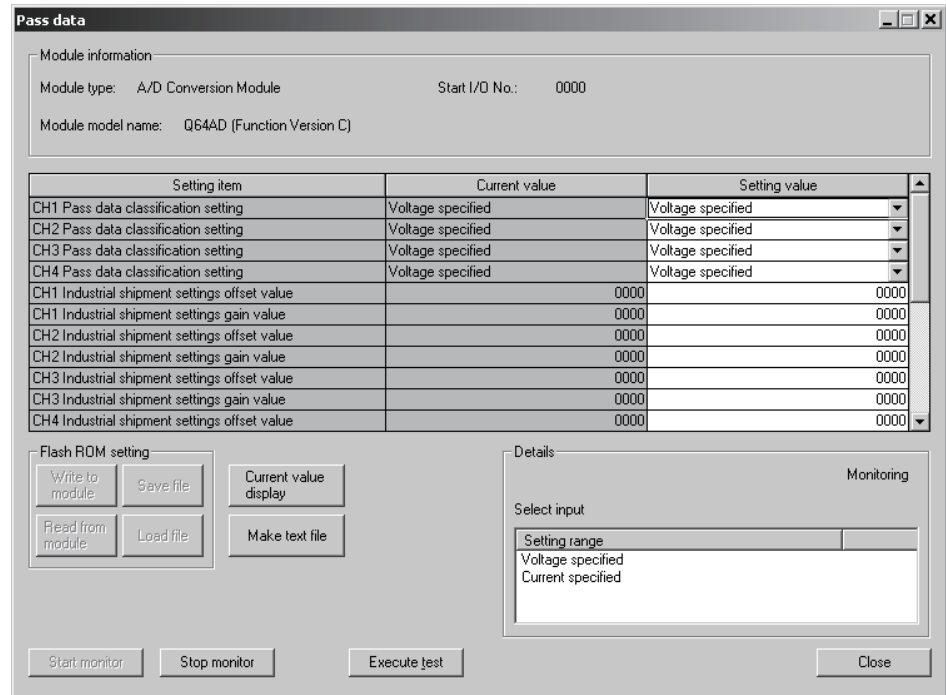 Pass data
Module information
Module type: A/D Conversion Module Start I/O No.: 0000
Module model name: Q64AD (Function Version C)
Setting item Current value Setting value
CH1 Pass data classification setting Voltage specified Voltage specified
CH2 Pass data classification setting Voltage specified Voltage specified
CH3 Pass data classification setting Voltage specified Voltage specified
CH4 Pass data classification setting Voltage specified Voltage specified
CH1 Industrial shipment settings offset value 0000 0000
CH1 Industrial shipment settings gain value 0000 0000
CH2 Industrial shipment settings offset value 0000 0000
CH2 Industrial shipment settings gain value 0000 0000
CH3 Industrial shipment settings offset value 0000 0000
CH3 Industrial shipment settings gain value 0000 0000
CH4 Industrial shipment settings offset value 0000 0000
Flash ROM setting
Write to module
Save file
Current value display
Read from module
Load file
Make text file
Details
Monitoring
Select input
Setting range
Voltage specified
Current specified
Start monitor Stop monitor Execute test Close